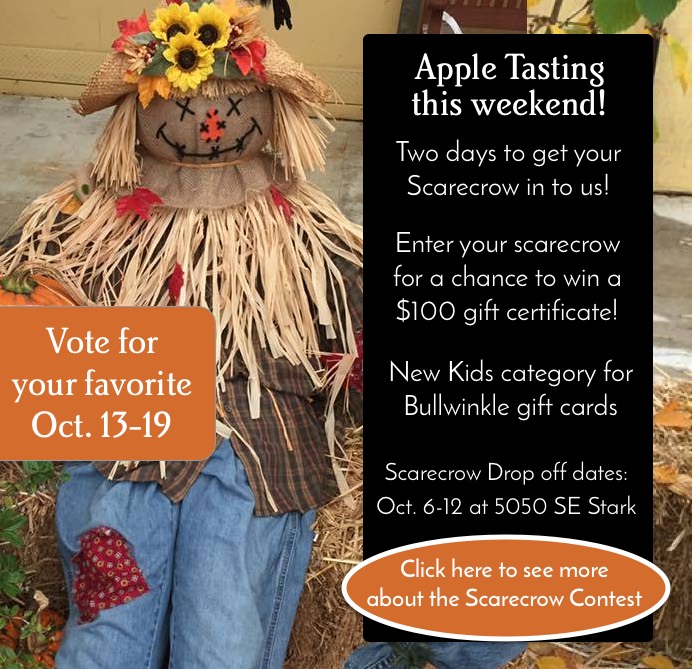 Apple Tasting
this weekend!
Two days to get your
Scarecrow in to us!
Enter your scarecrow
for a chance to win a
$100 gift certificate!
New Kids category for
Bullwinkle gift cards
Scarecrow Drop off dates:
Oct. 6-12 at 5050 SE Stark
Click here to see more
about the Scarecrow Contest
Vote for
your favorite
Oct. 13-19